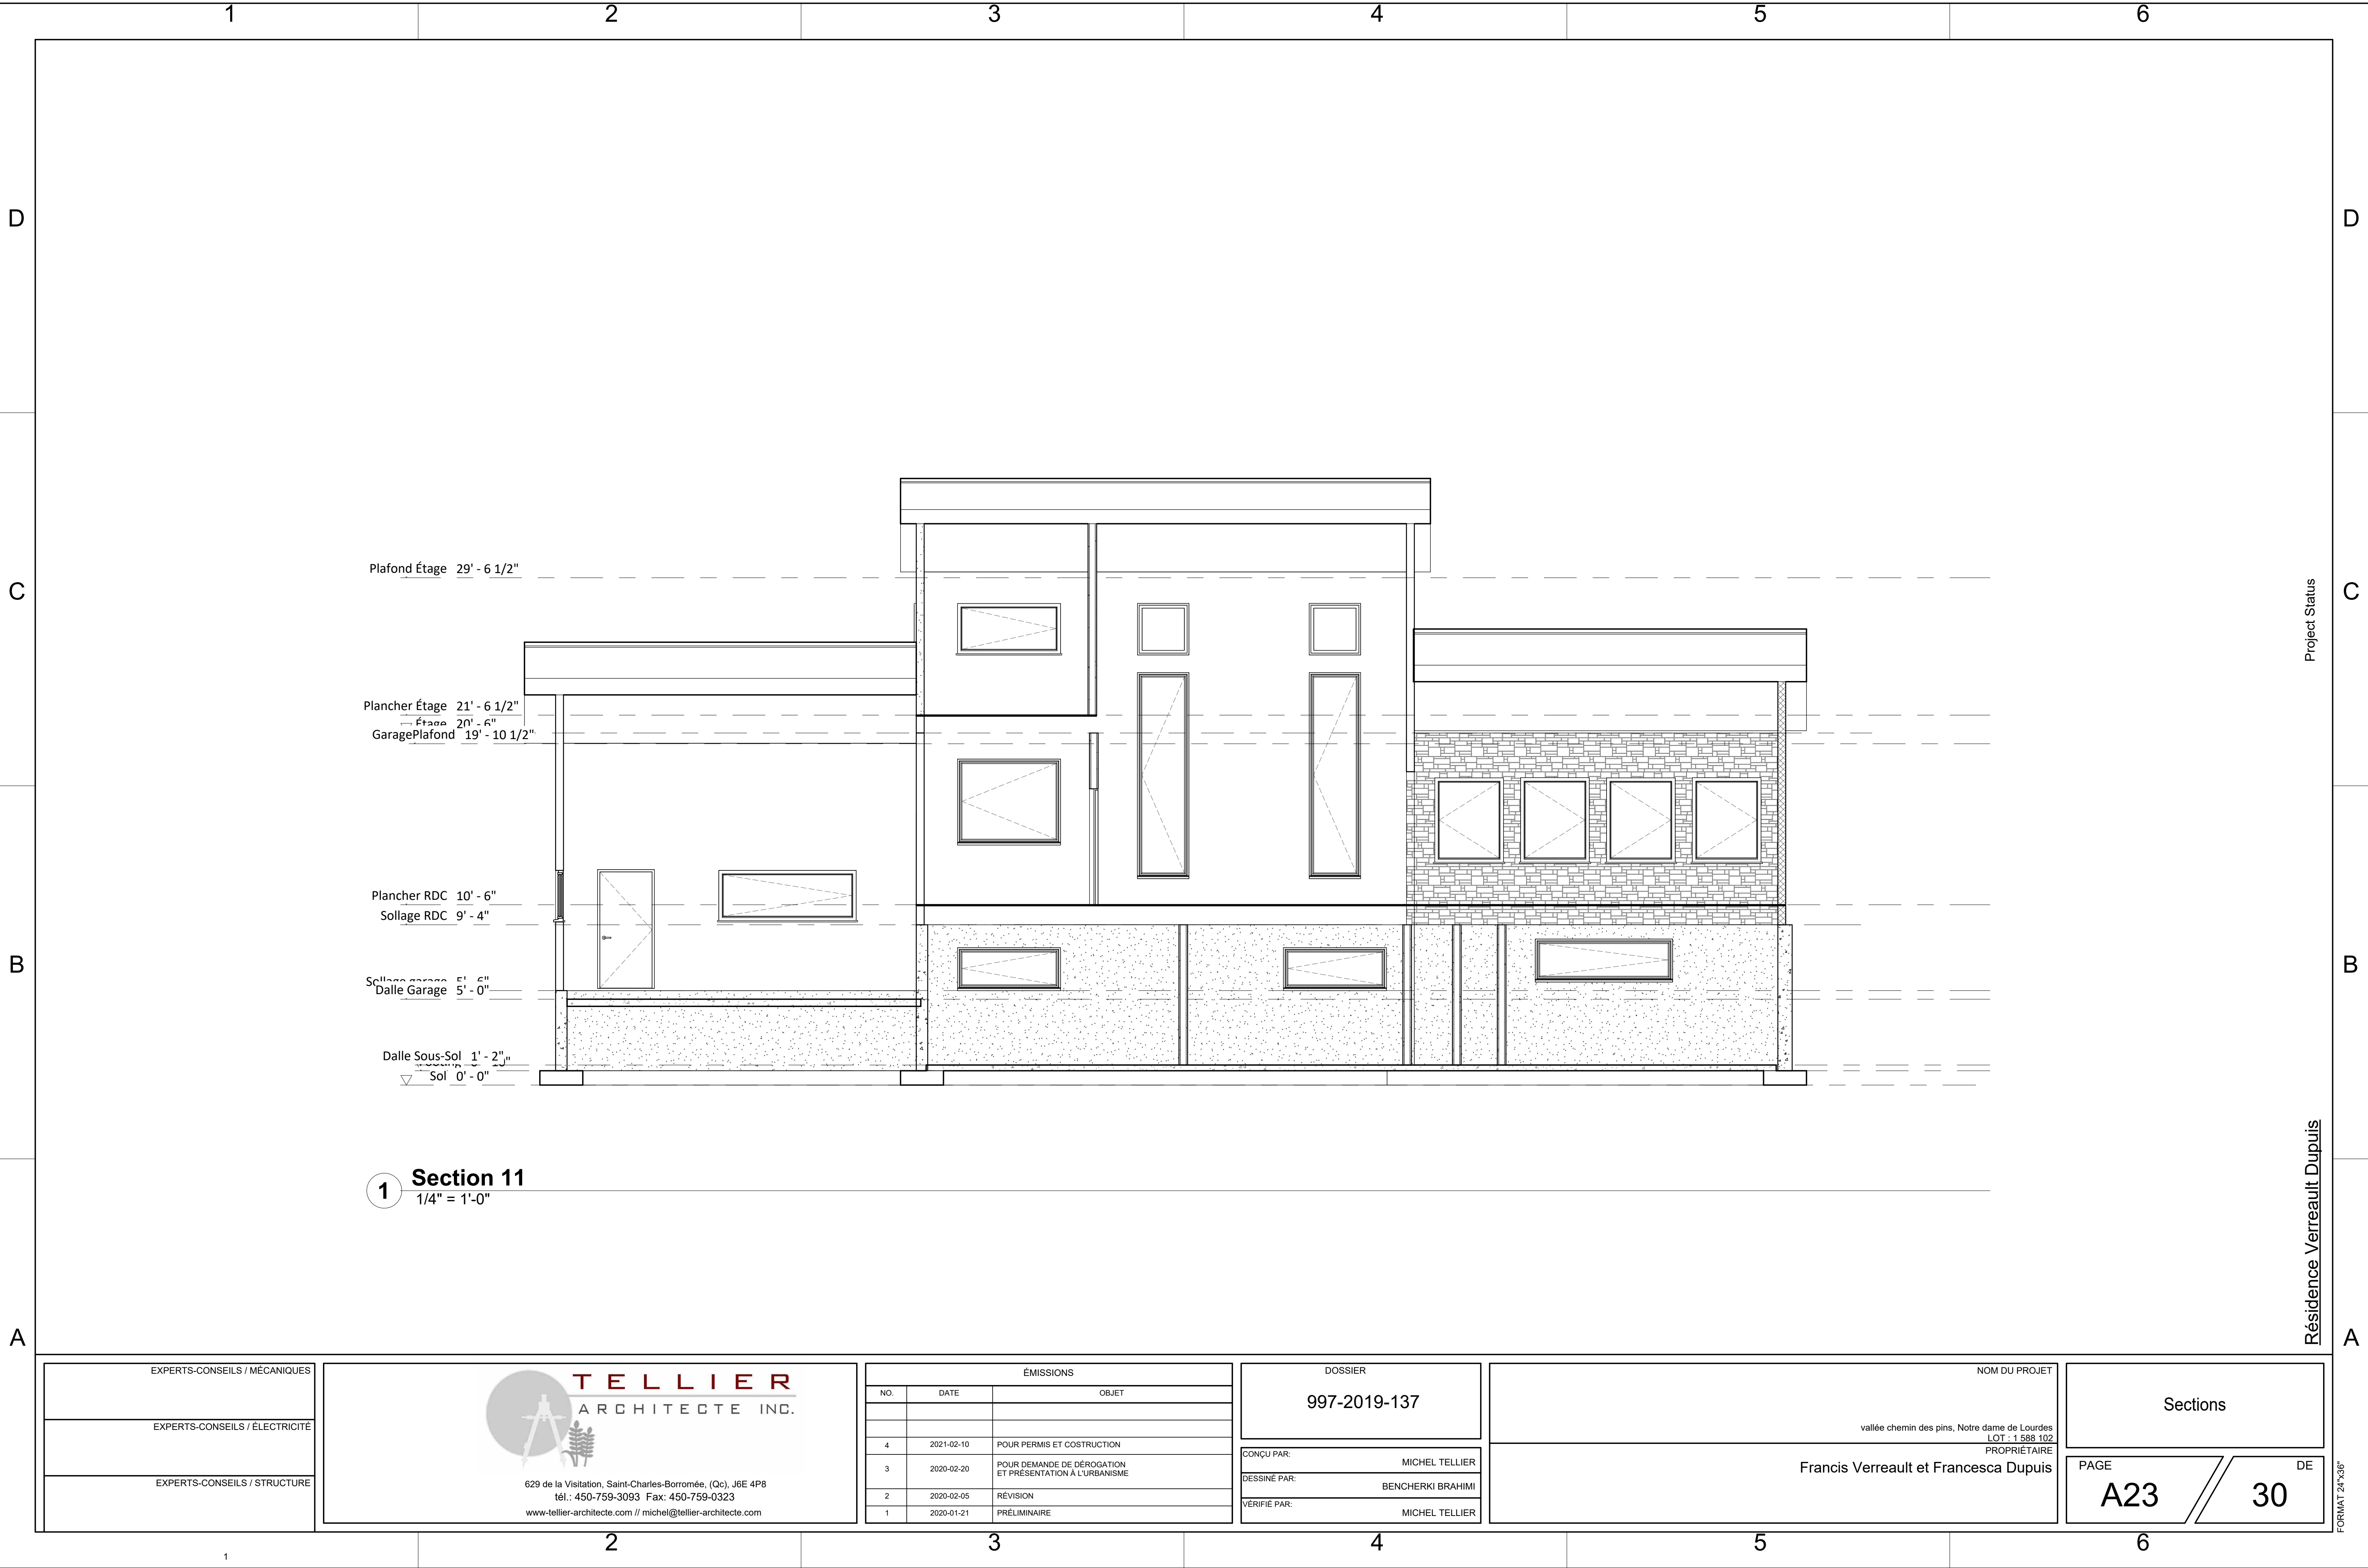 1 2 3 4 5 6
D D
C C
B B
A A
Plafond Étage 29' - 6 1/2"
Plancher Étage 21' - 6 1/2"
Étage 20' - 6"
GaragePlafond 19' - 10 1/2"
Plancher RDC 10' - 6"
Sollage RDC 9' - 4"
Sollage garage 5' - 6"
Dalle Garage 5' - 0"
Dalle Sous-Sol 1' - 2"
Sol 0' - 0"
1 Section 11
1/4" = 1'-0"
Project Status
Résidence Verreault Dupuis
EXPERTS-CONSEILS / MÉCANIQUES
EXPERTS-CONSEILS / ÉLECTRICITÉ
EXPERTS-CONSEILS / STRUCTURE
TELLIER
ARCHITECTE INC.
629 de la Visitation, Saint-Charles-Borromée, (Qc), J6E 4P8
tél.: 450-759-3093 Fax: 450-759-0323
www-tellier-architecte.com // michel@tellier-architecte.com
ÉMISSIONS
NO. DATE OBJET
4 2021-02-10 POUR PERMIS ET COSTRUCTION
3 2020-02-20 POUR DEMANDE DE DÉROGATION
ET PRÉSENTATION À L'URBANISME
2 2020-02-05 RÉVISION
1 2020-01-21 PRÉLIMINAIRE
DOSSIER
997-2019-137
CONÇU PAR:
MICHEL TELLIER
DESSINÉ PAR:
BENCHERKI BRAHIMI
VÉRIFIÉ PAR:
MICHEL TELLIER
NOM DU PROJET
vallée chemin des pins, Notre dame de Lourdes
LOT : 1 588 102
PROPRIÉTAIRE
Francis Verreault et Francesca Dupuis
Sections
PAGE DE
A23 30
FORMAT 24"x36"
2 3 4 5 6
1